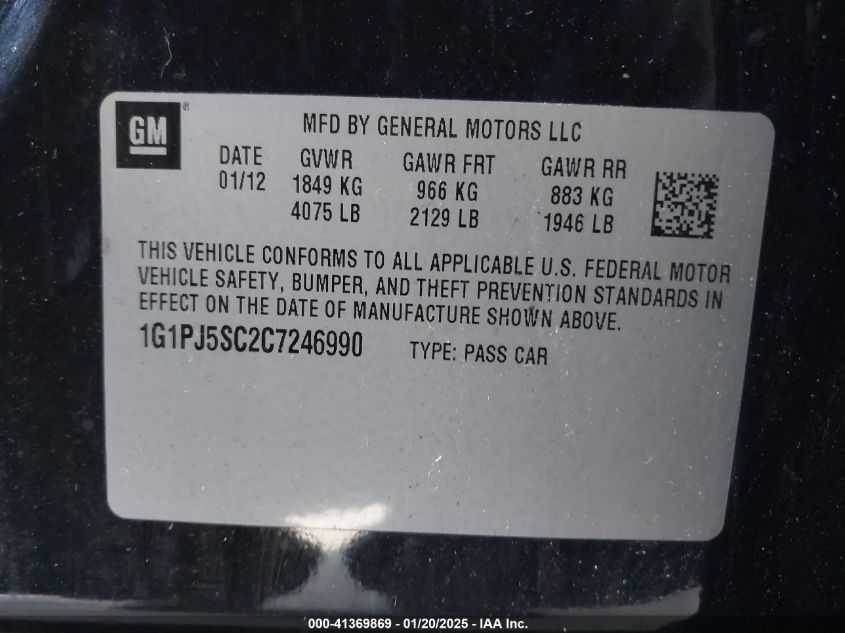 GM ®
MFD BY GENERAL MOTORS LLC
DATE GVWR GAWR FRT GAWR RR
01/12 1849 KG 966 KG 883 KG
4075 LB 2129 LB 1946 LB
THIS VEHICLE CONFORMS TO ALL APPLICABLE U.S. FEDERAL MOTOR
VEHICLE SAFETY, BUMPER, AND THEFT PREVENTION STANDARDS IN
EFFECT ON THE DATE OF MANUFACTURE SHOWN ABOVE.
1G1PJ5SC2C7246990 TYPE: PASS CAR
000-41369869 - 01/20/2025 - IAA Inc.